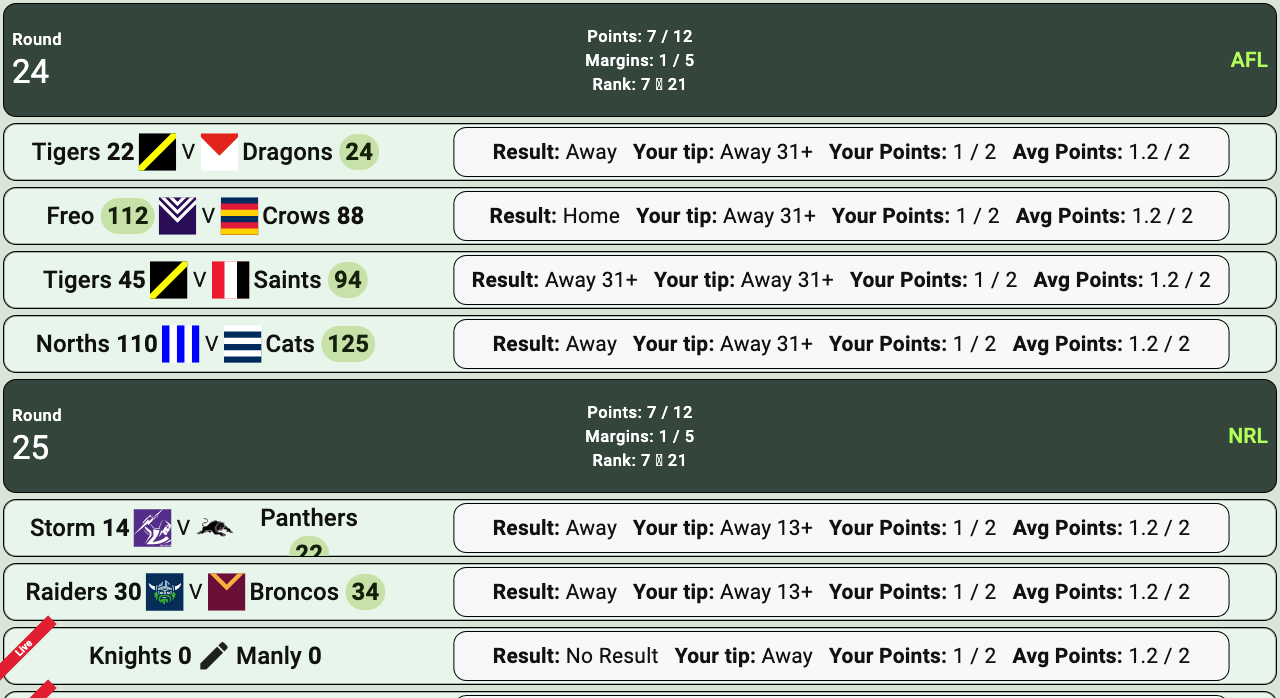 Round
24
Points: 7 / 12
Margins: 1 / 5
Rank: 7 21
AFL
Tigers 22 V Dragons 24 Result: Away Your tip: Away 31+ Your Points: 1 / 2 Avg Points: 1.2 / 2
Freo 112 V Crows 88 Result: Home Your tip: Away 31+ Your Points: 1 / 2 Avg Points: 1.2 / 2
Tigers 45 V Saints 94 Result: Away 31+ Your tip: Away 31+ Your Points: 1 / 2 Avg Points: 1.2 / 2
Norths 110 V Cats 125 Result: Away Your tip: Away 31+ Your Points: 1 / 2 Avg Points: 1.2 / 2
Round
25
Points: 7 / 12
Margins: 1 / 5
Rank: 7 21
NRL
Storm 14 V Panthers 22 Result: Away Your tip: Away 13+ Your Points: 1 / 2 Avg Points: 1.2 / 2
Raiders 30 V Broncos 34 Result: Away Your tip: Away 13+ Your Points: 1 / 2 Avg Points: 1.2 / 2
Live
Knights 0 Manly 0 Result: No Result Your tip: Away Your Points: 1 / 2 Avg Points: 1.2 / 2